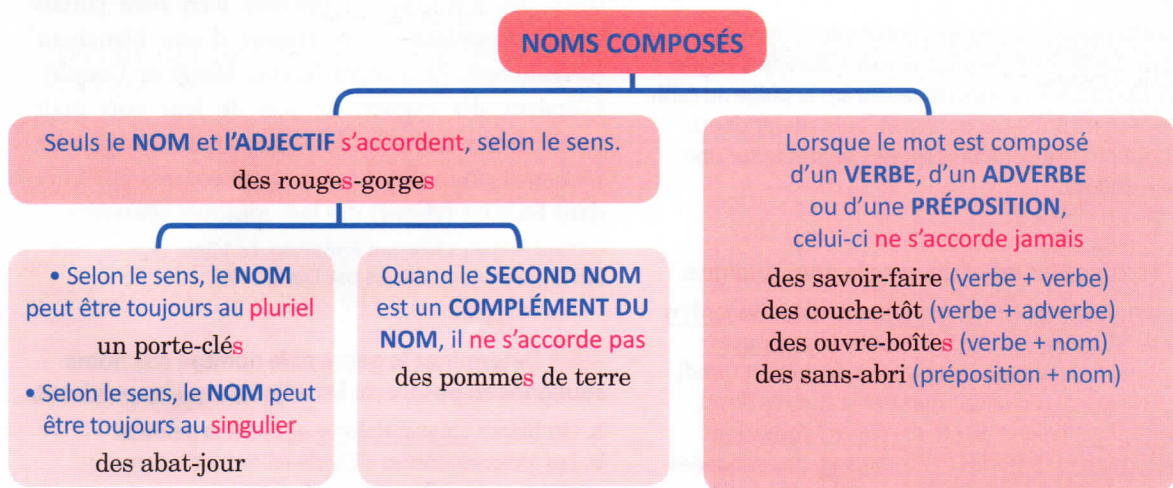 NOMS COMPOSÉS
Seuls le NOM et l'ADJECTIF s'accordent, selon le sens.
des rouges-gorges
• Selon le sens, le NOM
peut être toujours au pluriel
un porte-clés
• Selon le sens, le NOM peut
être toujours au singulier
des abat-jour
Quand le SECOND NOM
est un COMPLÉMENT DU
NOM, il ne s'accorde pas
des pommes de terre
Lorsque le mot est composé
d'un VERBE, d'un ADVERBE
ou d'une PRÉPOSITION,
celui-ci ne s'accorde jamais
des savoir-faire (verbe + verbe)
des couche-tôt (verbe + adverbe)
des ouvre-boîtes (verbe + nom)
des sans-abri (préposition + nom)